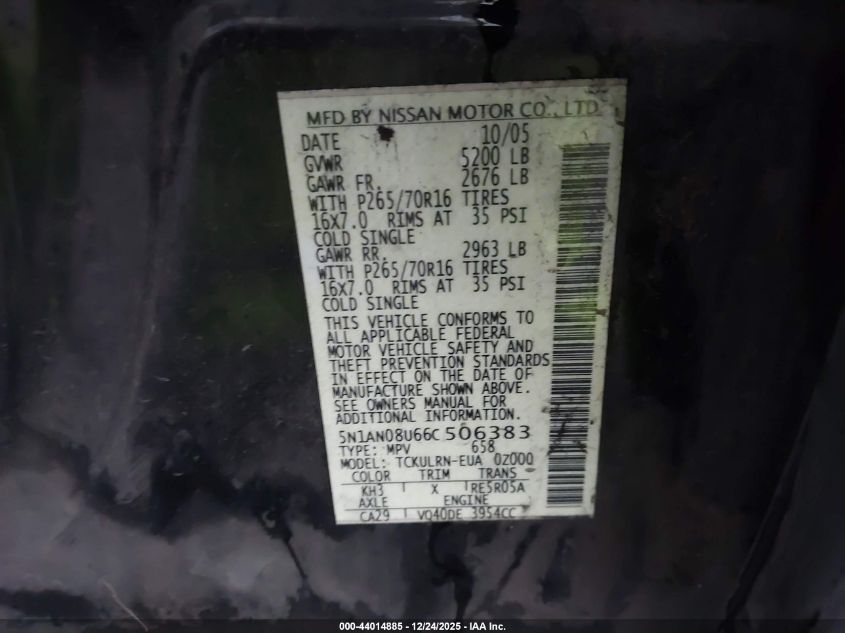 MFD BY NISSAN MOTOR CO., LTD
DATE 10/05
GVWR 5200 LB
GAWR FR. 2676 LB
WITH P265/70R16 TIRES
16X7.0 RIMS AT 35 PSI
COLD SINGLE
GAWR RR. 2963 LB
WITH P265/70R16 TIRES
16X7.0 RIMS AT 35 PSI
COLD SINGLE
THIS VEHICLE CONFORMS TO
ALL APPLICABLE FEDERAL
MOTOR VEHICLE SAFETY AND
THEFT PREVENTION STANDARDS
IN EFFECT ON THE DATE OF
MANUFACTURE SHOWN ABOVE.
SEE OWNERS MANUAL FOR
ADDITIONAL INFORMATION.
5N1AN08U66C506383
TYPE: MPV 658
MODEL: TCKULRN-EUA 0Z000
COLOR TRIM TRANS
KH3 X RE5R05A
AXLE ENGINE
CA29 VQ40DE 3954CC
000-44014885 - 12/24/2025 - IAA Inc.